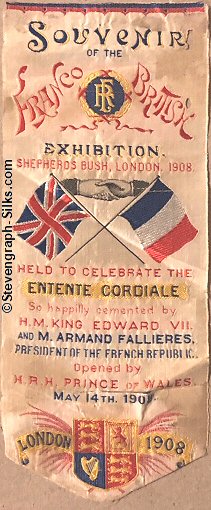 SOUVENIR
OF THE
FRANCO BRITISH
RF
EXHIBITION.
SHEPHERDS BUSH, LONDON, 1908.
HELD TO CELEBRATE THE
ENTENTE CORDIALE
So happily cemented by
H.M. KING EDWARD VII.
AND M. ARMAND FALLIERES,
PRESIDENT OF THE FRENCH REPUBLIC.
Opened by
H.R.H. PRINCE OF WALES.
MAY 14TH. 1908.
LONDON 1908
©Stevengraph-Silks.com